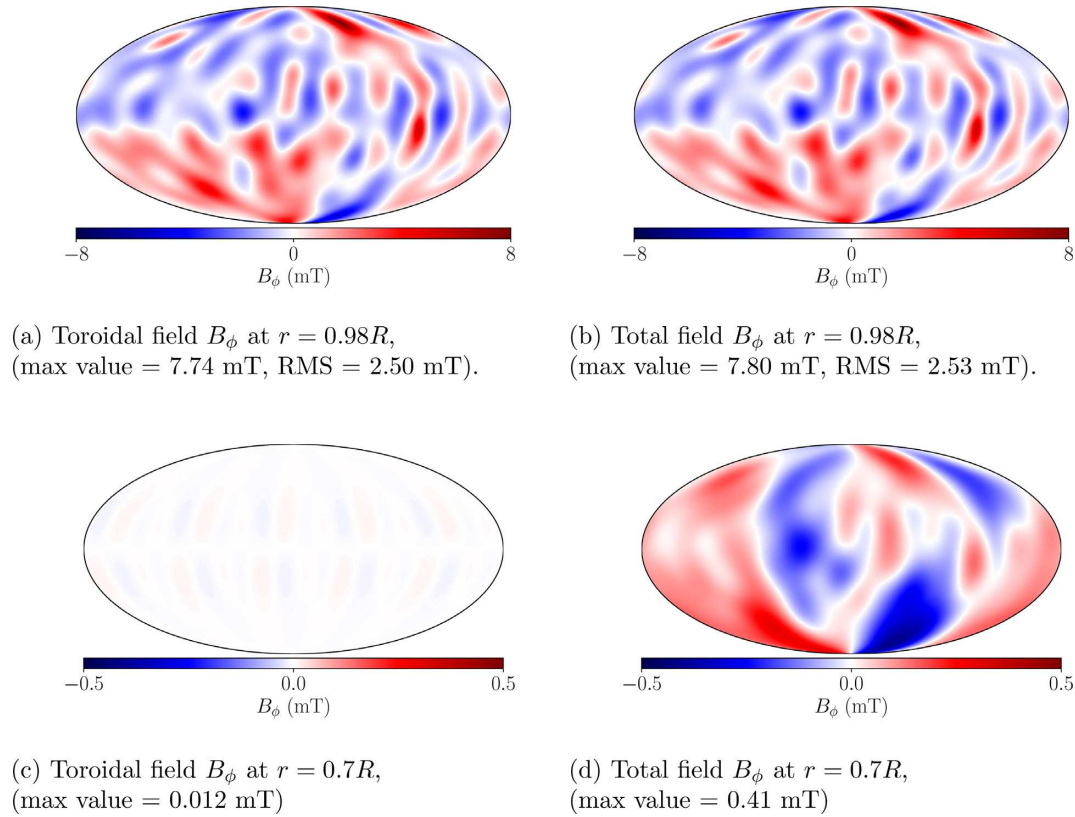 −8 0 8
B_ϕ (mT)
−8 0 8
B_ϕ (mT)
(a) Toroidal field B_ϕ at r = 0.98R,
(max value = 7.74 mT, RMS = 2.50 mT).
(b) Total field B_ϕ at r = 0.98R,
(max value = 7.80 mT, RMS = 2.53 mT).
−0.5 0.0 0.5
B_ϕ (mT)
−0.5 0.0 0.5
B_ϕ (mT)
(c) Toroidal field B_ϕ at r = 0.7R,
(max value = 0.012 mT)
(d) Total field B_ϕ at r = 0.7R,
(max value = 0.41 mT)